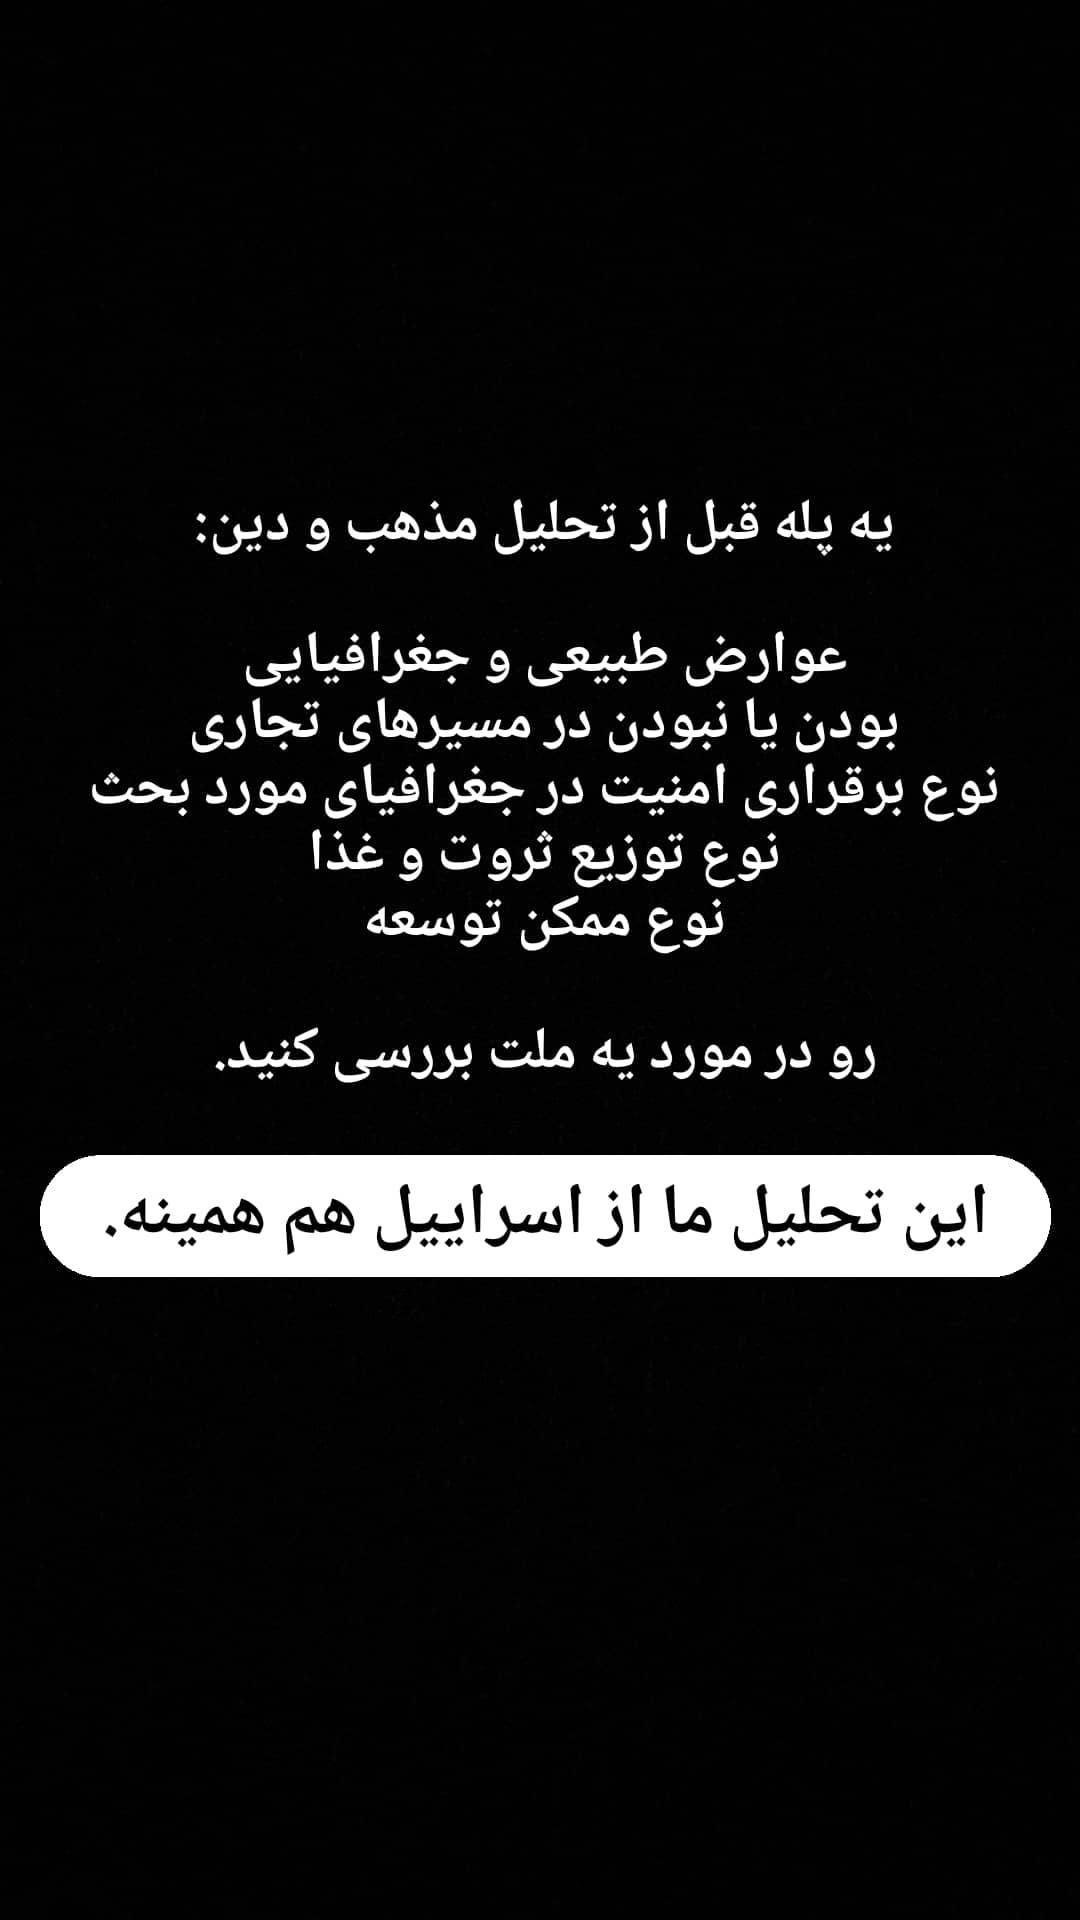 یه پله قبل از تحلیل مذهب و دین:
عوارض طبیعی و جغرافیایی
بودن یا نبودن در مسیرهای تجاری
نوع برقراری امنیت در جغرافیای مورد بحث
نوع توزیع ثروت و غذا
نوع ممکن توسعه
رو در مورد یه ملت بررسی کنید.
این تحلیل ما از اسراییل هم همینه.